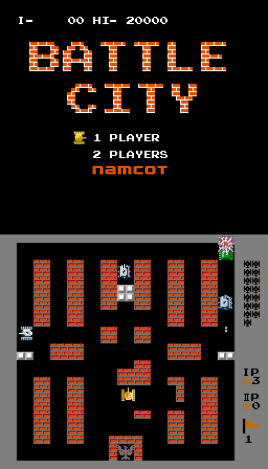 I- 00 HI- 20000
BATTLE
CITY
1 PLAYER
2 PLAYERS
namcoT
IP
3
IIP
0
1